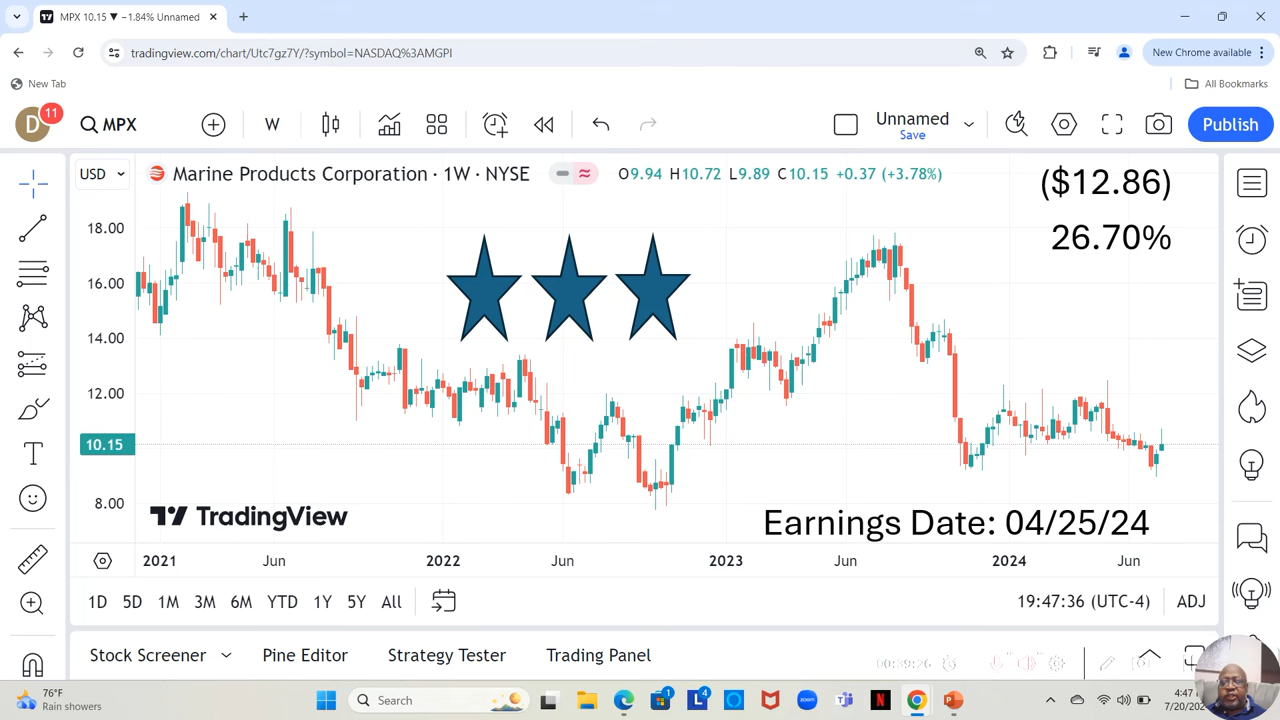 MPX 10.15 ▼ −1.84% Unnamed
tradingview.com/chart/Utc7gz7Y/?symbol=NASDAQ%3AMGPI
New Chrome available
New Tab
All Bookmarks
D
11
MPX
W
Unnamed
Save
Publish
USD
Marine Products Corporation · 1W · NYSE
O9.94 H10.72 L9.89 C10.15 +0.37 (+3.78%)
($12.86)
26.70%
18.00
16.00
14.00
12.00
10.15
8.00
TradingView
Earnings Date: 04/25/24
2021
Jun
2022
Jun
2023
Jun
2024
Jun
1D
5D
1M
3M
6M
YTD
1Y
5Y
All
19:47:36 (UTC-4)
ADJ
Stock Screener
Pine Editor
Strategy Tester
Trading Panel
00:39:26
76°F
Rain showers
Search
1
4
4:47